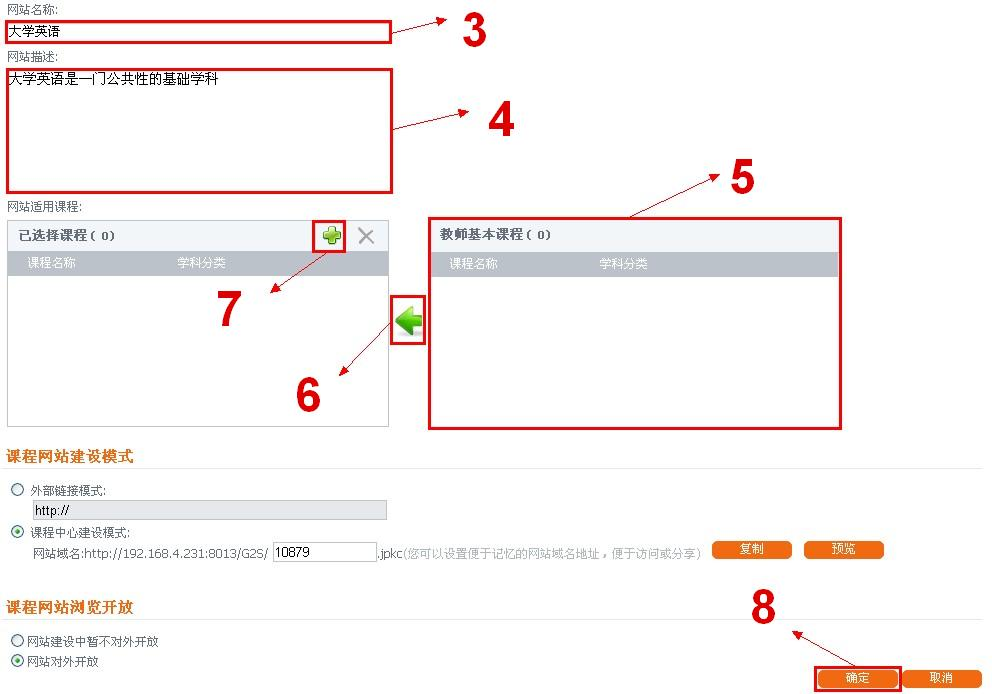 网站名称:
大学英语
3
网站描述:
大学英语是一门公共性的基础学科
4
网站适用课程:
5
已选择课程( 0)
教师基本课程( 0)
课程名称 学科分类
课程名称 学科分类
7
6
课程网站建设模式
外部链接模式:
http://
课程中心建设模式:
网站域名:http://192.168.4.231:8013/G2S/ 10879 .jpkc(您可以设置便于记忆的网站域名地址，便于访问或分享) 复制 预览
课程网站浏览开放
8
网站建设中暂不对外开放
网站对外开放
确定 取消